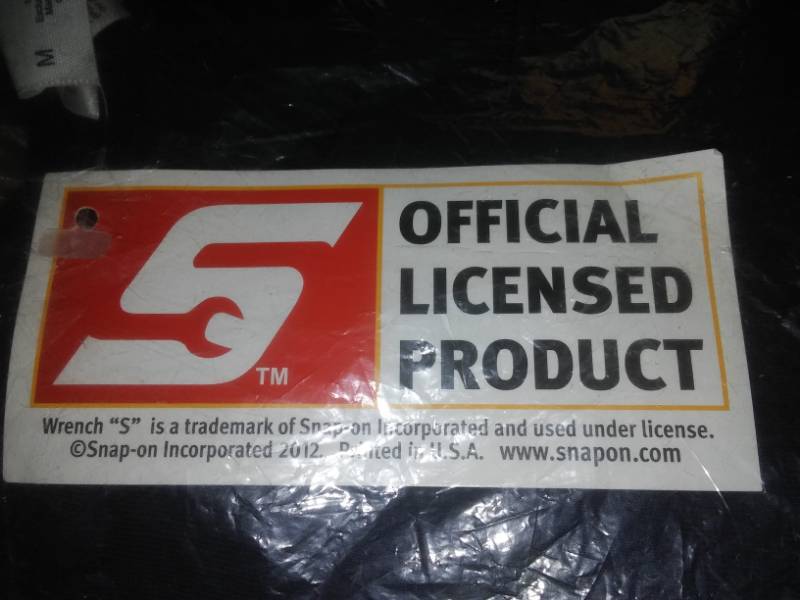 M
OFFICIAL
LICENSED
PRODUCT
TM
Wrench “S” is a trademark of Snap-on Incorporated and used under license.
©Snap-on Incorporated 2012. Printed in U.S.A. www.snapon.com